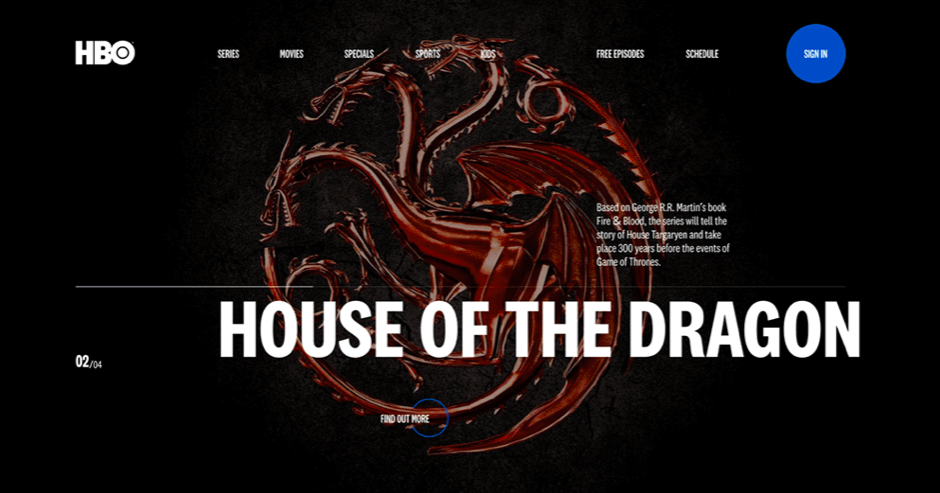 HBO
SERIES
MOVIES
SPECIALS
SPORTS
KIDS
FREE EPISODES
SCHEDULE
SIGN IN
Based on George R.R. Martin's book
Fire & Blood, the series will tell the
story of House Targaryen and take
place 300 years before the events of
Game of Thrones.
HOUSE OF THE DRAGON
02/04
FIND OUT MORE